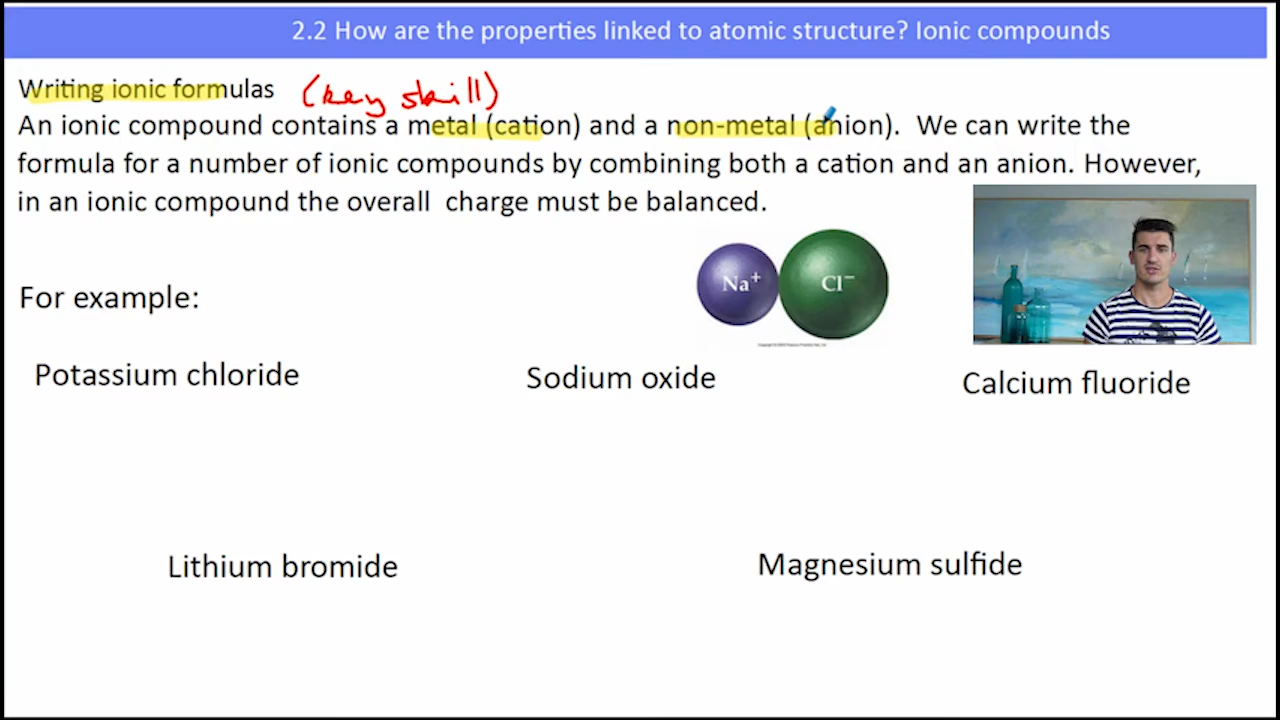 2.2 How are the properties linked to atomic structure? Ionic compounds
Writing ionic formulas (key skill)
An ionic compound contains a metal (cation) and a non-metal (anion). We can write the
formula for a number of ionic compounds by combining both a cation and an anion. However,
in an ionic compound the overall charge must be balanced.
Na+ Cl−
For example:
Potassium chloride
Sodium oxide
Calcium fluoride
Lithium bromide
Magnesium sulfide